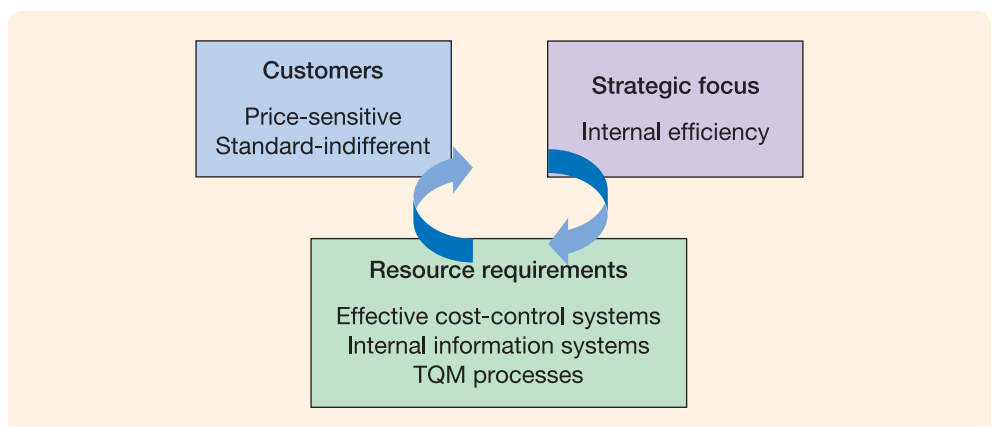 Customers
Price-sensitive
Standard-indifferent
Strategic focus
Internal efficiency
Resource requirements
Effective cost-control systems
Internal information systems
TQM processes